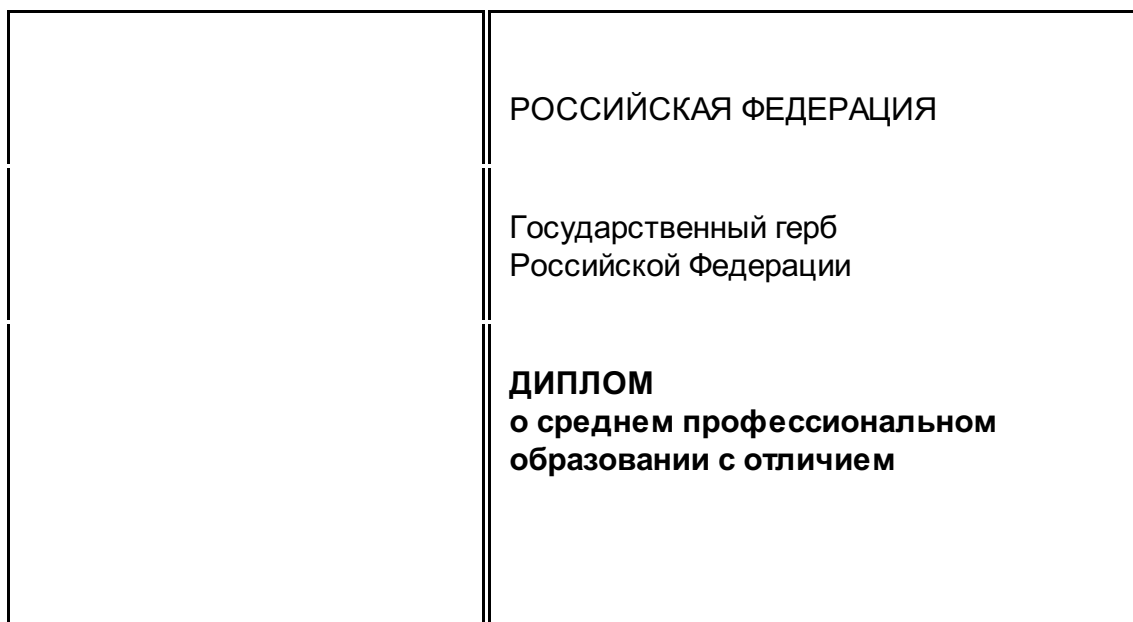 РОССИЙСКАЯ ФЕДЕРАЦИЯ
Государственный герб
Российской Федерации
ДИПЛОМ
о среднем профессиональном
образовании с отличием